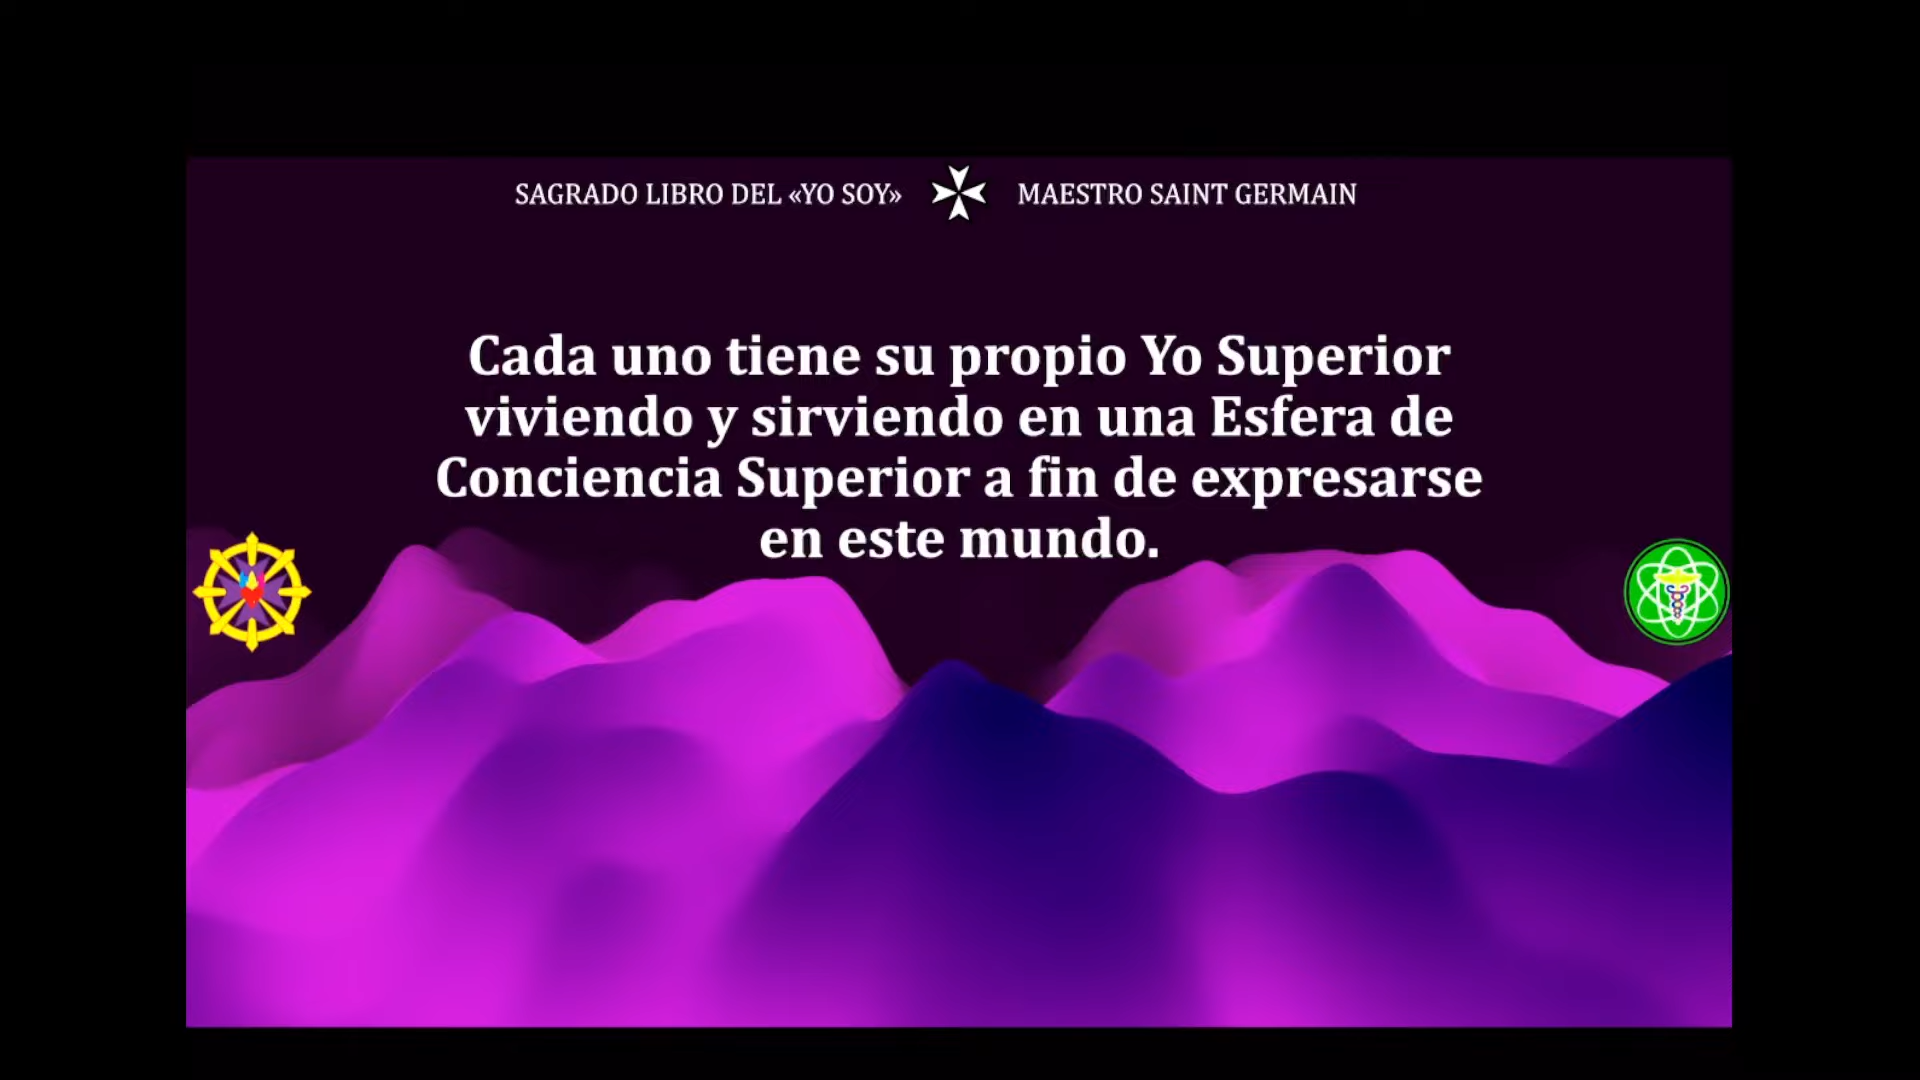 SAGRADO LIBRO DEL «YO SOY» MAESTRO SAINT GERMAIN
Cada uno tiene su propio Yo Superior
viviendo y sirviendo en una Esfera de
Conciencia Superior a fin de expresarse
en este mundo.